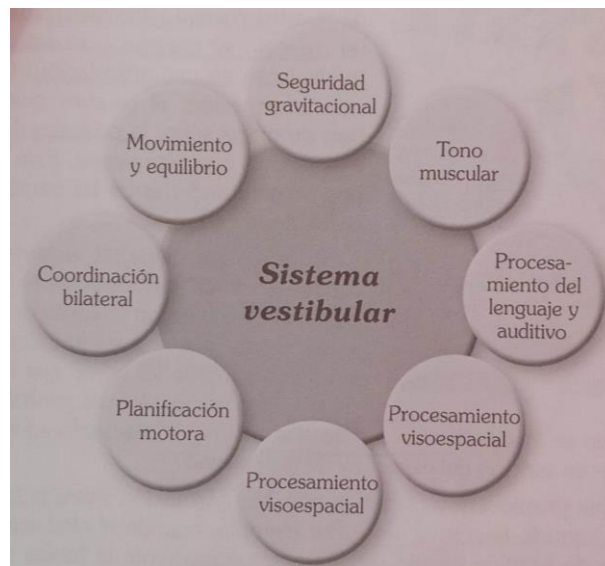 Seguridad
gravitacional
Tono
muscular
Procesa-
miento del
lenguaje y
auditivo
Procesamiento
visoespacial
Procesamiento
visoespacial
Planificación
motora
Coordinación
bilateral
Movimiento
y equilibrio
Sistema
vestibular